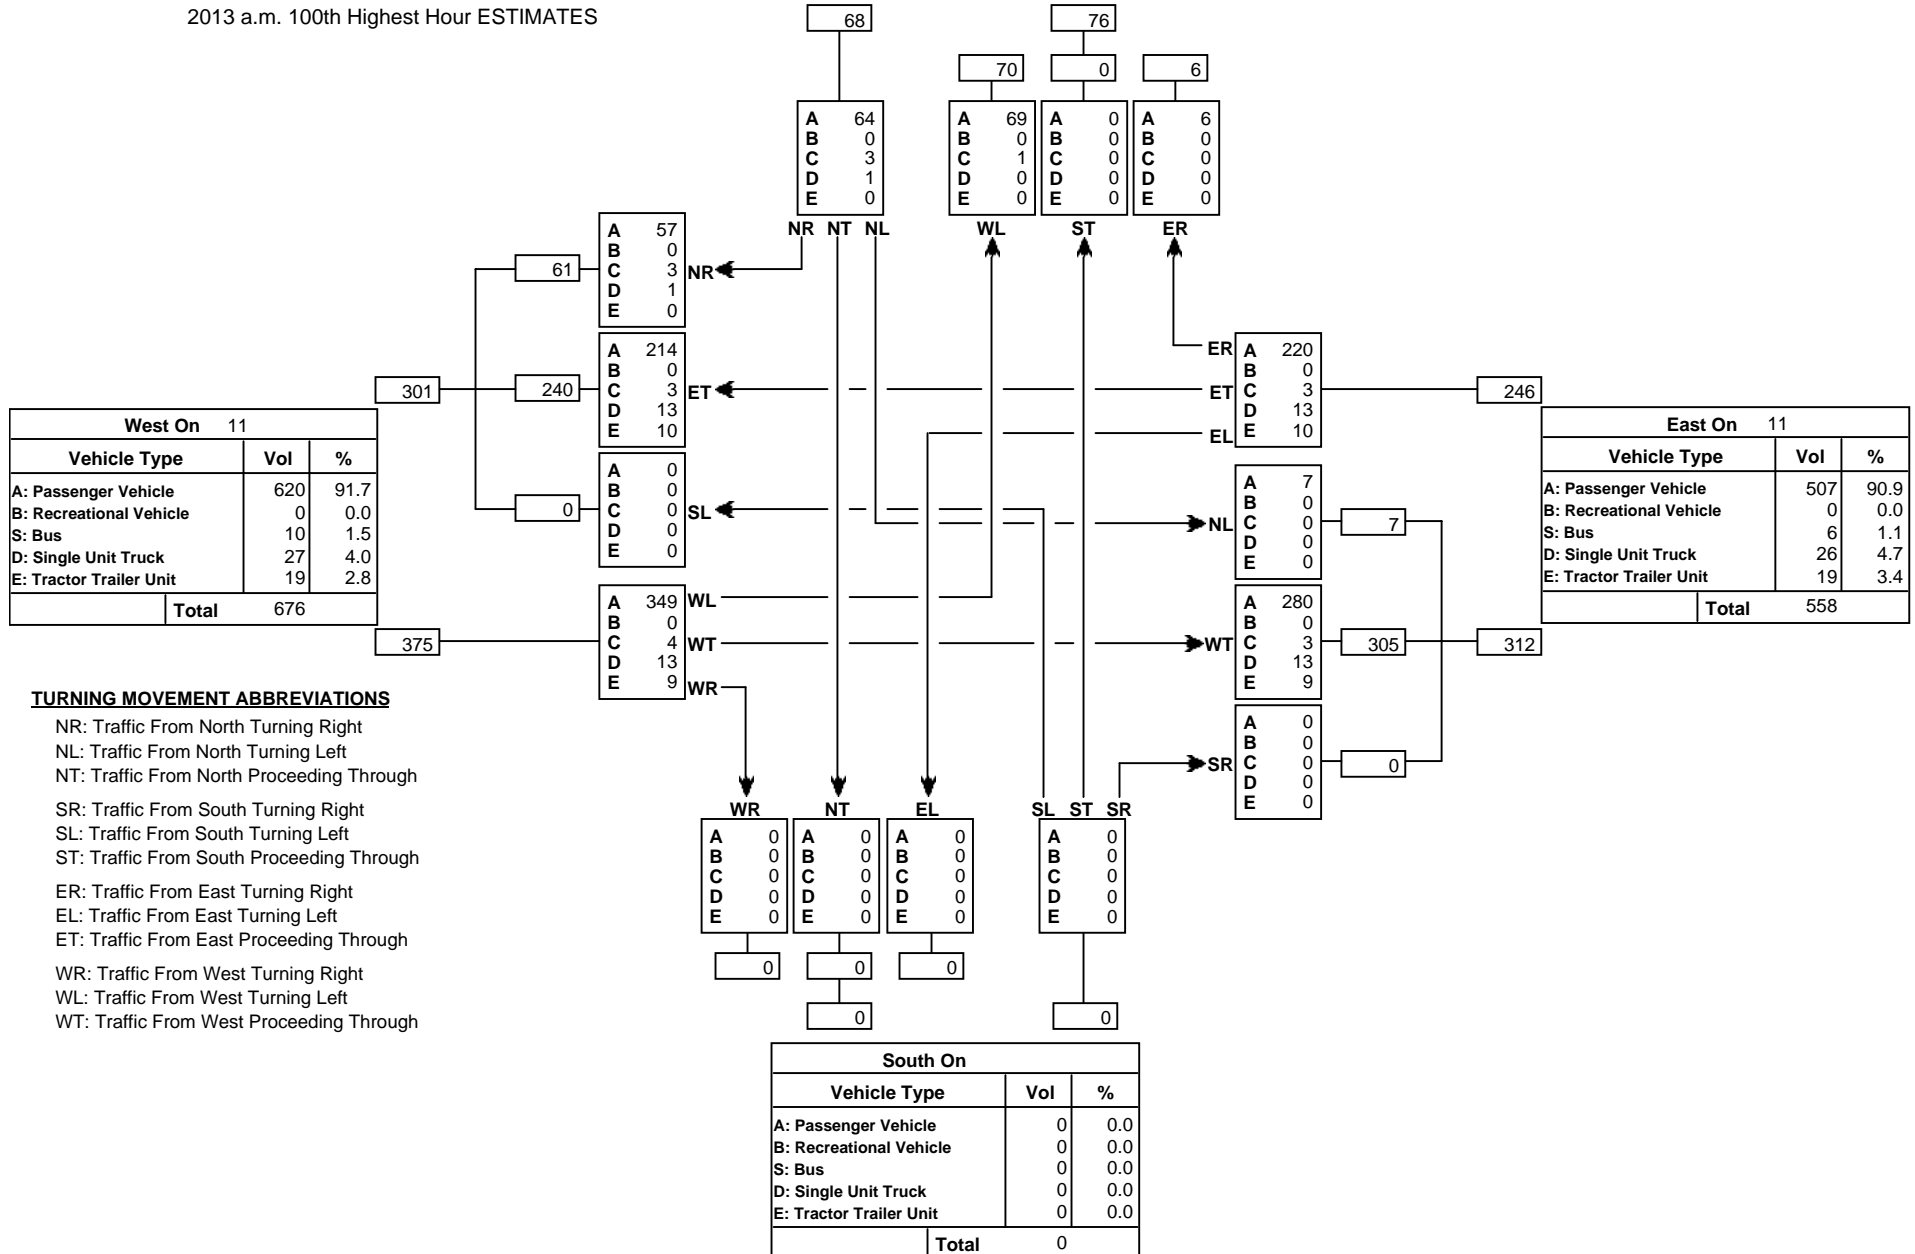 2013 a.m. 100th Highest Hour ESTIMATES
68
76
70
0
6
A 64
B 0
C 3
D 1
E 0
A 69
B 0
C 1
D 0
E 0
A 0
B 0
C 0
D 0
E 0
A 6
B 0
C 0
D 0
E 0
NR NT NL
WL
ST
ER
61
A 57
B 0
C 3
D 1
E 0
NR
301
240
A 214
B 0
C 3
D 13
E 10
ET
0
A 0
B 0
C 0
D 0
E 0
SL
375
A 349
B 0
C 4
D 13
E 9
WL
WT
WR
ER
ET
EL
A 220
B 0
C 3
D 13
E 10
246
NL
A 7
B 0
C 0
D 0
E 0
7
WT
A 280
B 0
C 3
D 13
E 9
305
312
SR
A 0
B 0
C 0
D 0
E 0
0
West On 11
Vehicle Type Vol %
A: Passenger Vehicle 620 91.7
B: Recreational Vehicle 0 0.0
S: Bus 10 1.5
D: Single Unit Truck 27 4.0
E: Tractor Trailer Unit 19 2.8
Total 676
East On 11
Vehicle Type Vol %
A: Passenger Vehicle 507 90.9
B: Recreational Vehicle 0 0.0
S: Bus 6 1.1
D: Single Unit Truck 26 4.7
E: Tractor Trailer Unit 19 3.4
Total 558
TURNING MOVEMENT ABBREVIATIONS
NR: Traffic From North Turning Right
NL: Traffic From North Turning Left
NT: Traffic From North Proceeding Through
SR: Traffic From South Turning Right
SL: Traffic From South Turning Left
ST: Traffic From South Proceeding Through
ER: Traffic From East Turning Right
EL: Traffic From East Turning Left
ET: Traffic From East Proceeding Through
WR: Traffic From West Turning Right
WL: Traffic From West Turning Left
WT: Traffic From West Proceeding Through
WR
NT
EL
SL ST SR
A 0
B 0
C 0
D 0
E 0
A 0
B 0
C 0
D 0
E 0
A 0
B 0
C 0
D 0
E 0
A 0
B 0
C 0
D 0
E 0
0
0
0
0
0
South On
Vehicle Type Vol %
A: Passenger Vehicle 0 0.0
B: Recreational Vehicle 0 0.0
S: Bus 0 0.0
D: Single Unit Truck 0 0.0
E: Tractor Trailer Unit 0 0.0
Total 0